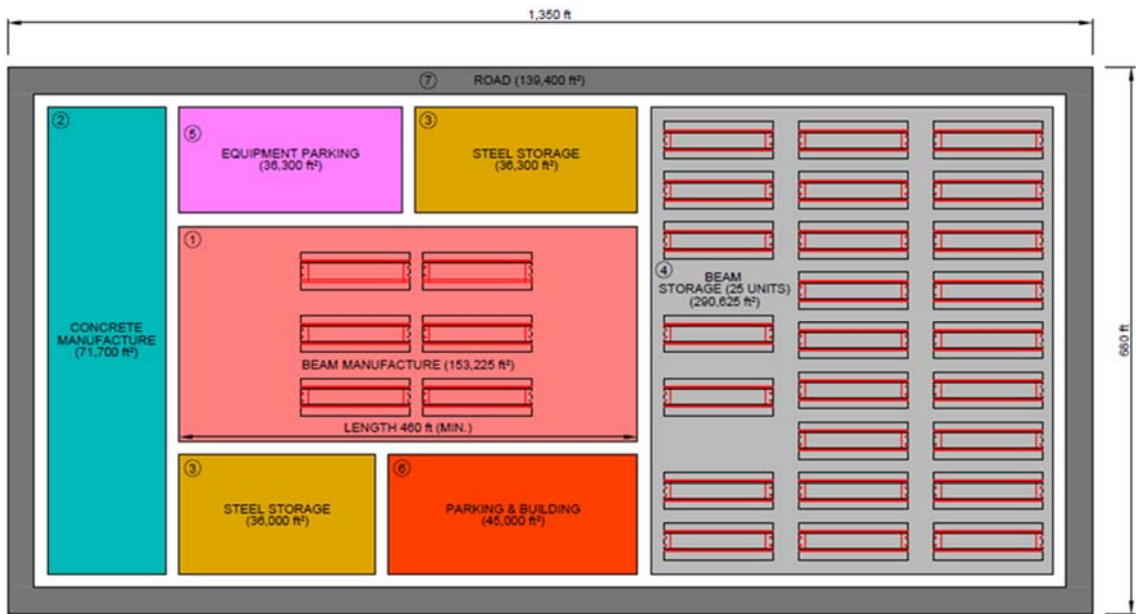 1,350 ft
⑦ ROAD (139,400 ft²)
②
CONCRETE
MANUFACTURE
(71,700 ft²)
⑤
EQUIPMENT PARKING
(36,300 ft²)
③
STEEL STORAGE
(36,300 ft²)
①
BEAM MANUFACTURE (153,225 ft²)
LENGTH 460 ft (MIN.)
③
STEEL STORAGE
(36,000 ft²)
⑥
PARKING & BUILDING
(45,000 ft²)
④
BEAM
STORAGE (25 UNITS)
(290,625 ft²)
680 ft